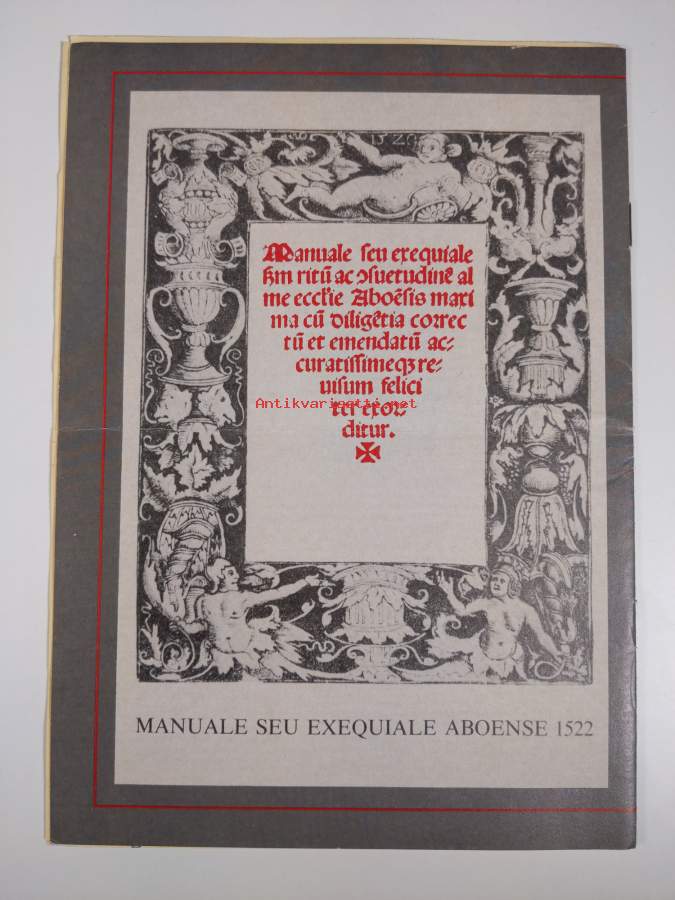 1520
Manuale seu exequiale
s̄m ritū ac ↄsuetudinē al
me eccl'ie Aboēsis maxi
ma cū diligētia correc
tū et emendatū ac⸗
curatissimeqꝫ re⸗
uisum felici
ter exor⸗
ditur.
Antikvariaatti.net
MANUALE SEU EXEQUIALE ABOENSE 1522